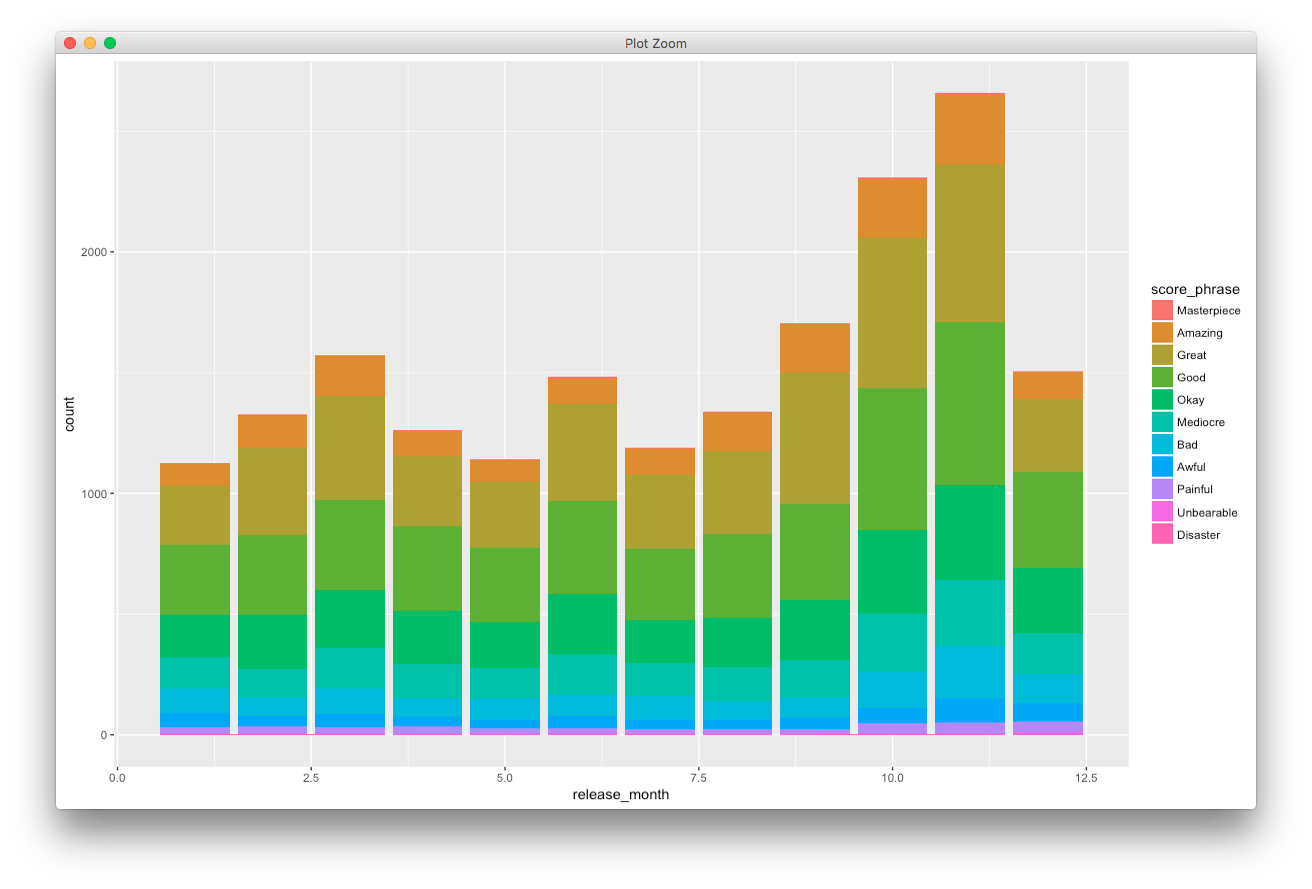 Plot Zoom
count
2000
1000
0
0.0 2.5 5.0 7.5 10.0 12.5
release_month
score_phrase
Masterpiece
Amazing
Great
Good
Okay
Mediocre
Bad
Awful
Painful
Unbearable
Disaster